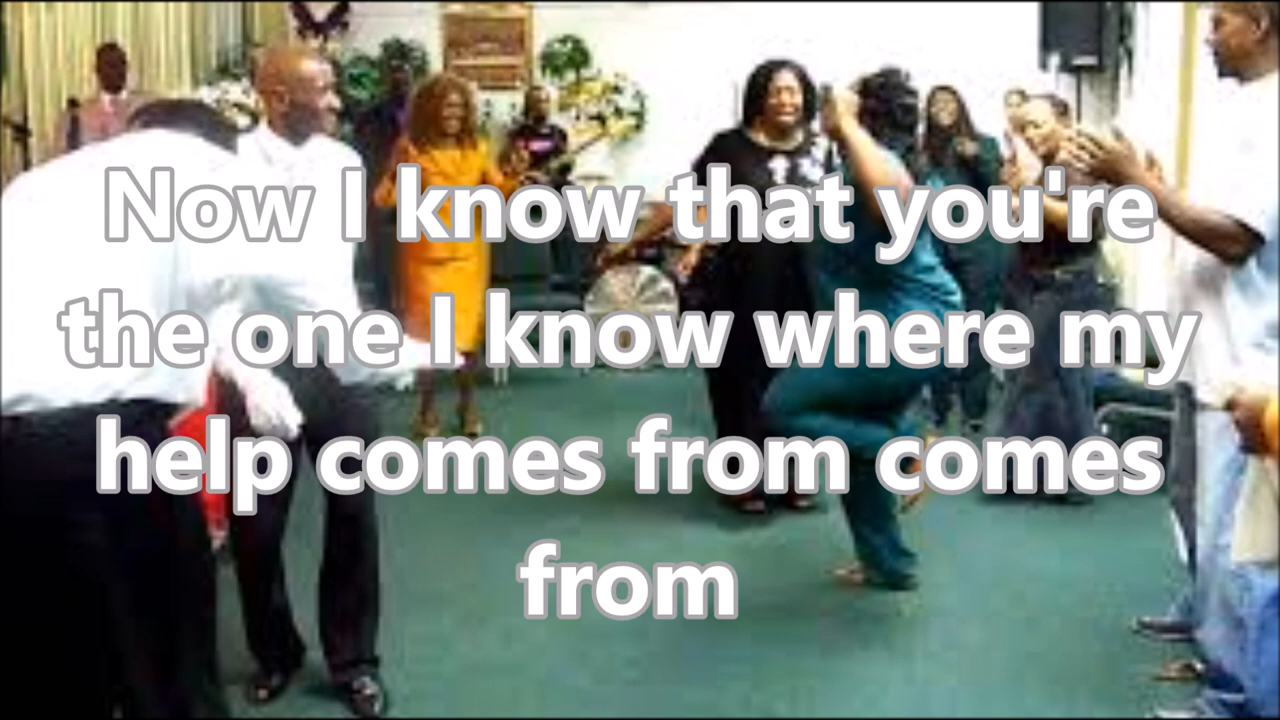 Now I know that you're
the one I know where my
help comes from comes
from